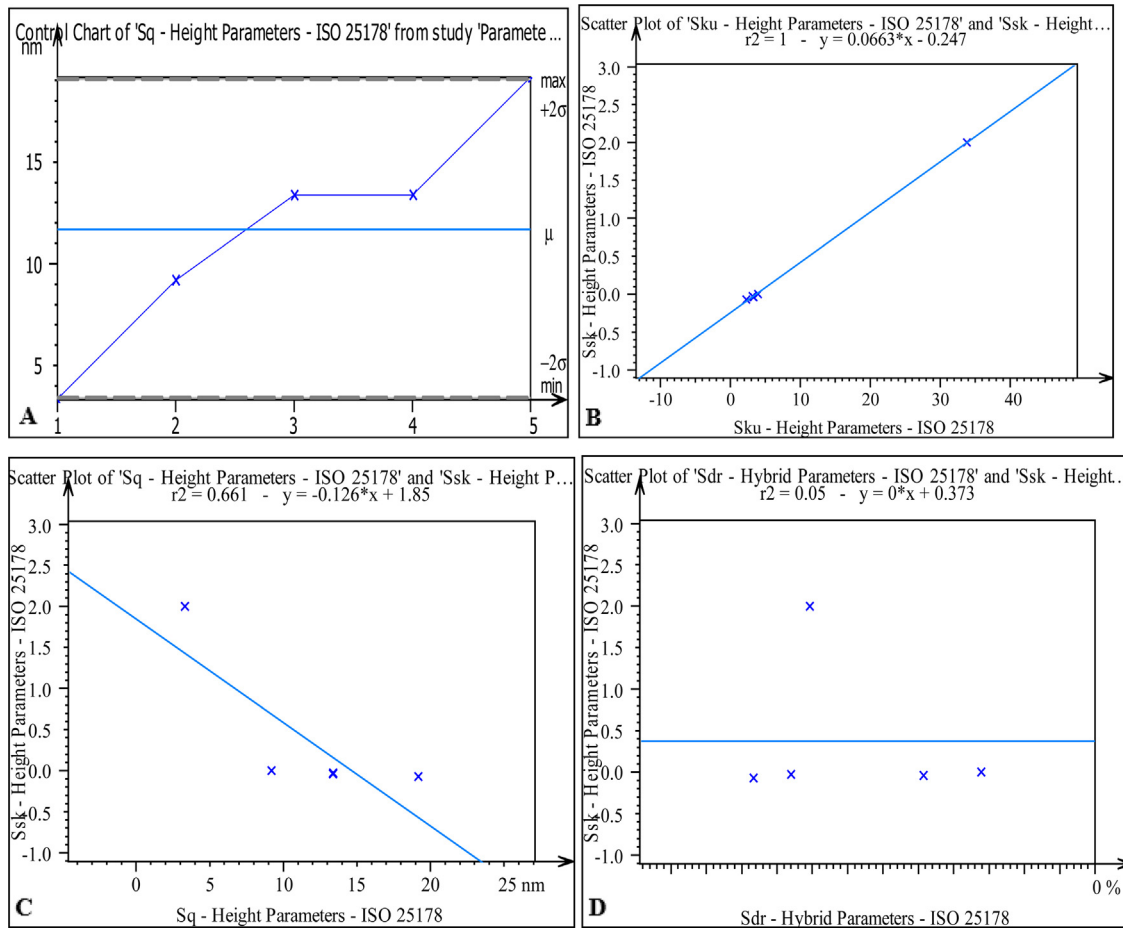 Control Chart of 'Sq - Height Parameters - ISO 25178' from study 'Paramete ...
nm
max
+2σ
15
μ
10
5
−2σ
min
A
1 2 3 4 5
Scatter Plot of 'Sku - Height Parameters - ISO 25178' and 'Ssk - Height...
r2 = 1 - y = 0.0663*x - 0.247
Ssk - Height Parameters - ISO 25178
3.0
2.5
2.0
1.5
1.0
0.5
0.0
-0.5
-1.0
-10 0 10 20 30 40
B
Sku - Height Parameters - ISO 25178
Scatter Plot of 'Sq - Height Parameters - ISO 25178' and 'Ssk - Height P...
r2 = 0.661 - y = -0.126*x + 1.85
Ssk - Height Parameters - ISO 25178
3.0
2.5
2.0
1.5
1.0
0.5
0.0
-0.5
-1.0
0 5 10 15 20 25 nm
C
Sq - Height Parameters - ISO 25178
Scatter Plot of 'Sdr - Hybrid Parameters - ISO 25178' and 'Ssk - Height...
r2 = 0.05 - y = 0*x + 0.373
Ssk - Height Parameters - ISO 25178
3.0
2.5
2.0
1.5
1.0
0.5
0.0
-0.5
-1.0
0 %
D
Sdr - Hybrid Parameters - ISO 25178